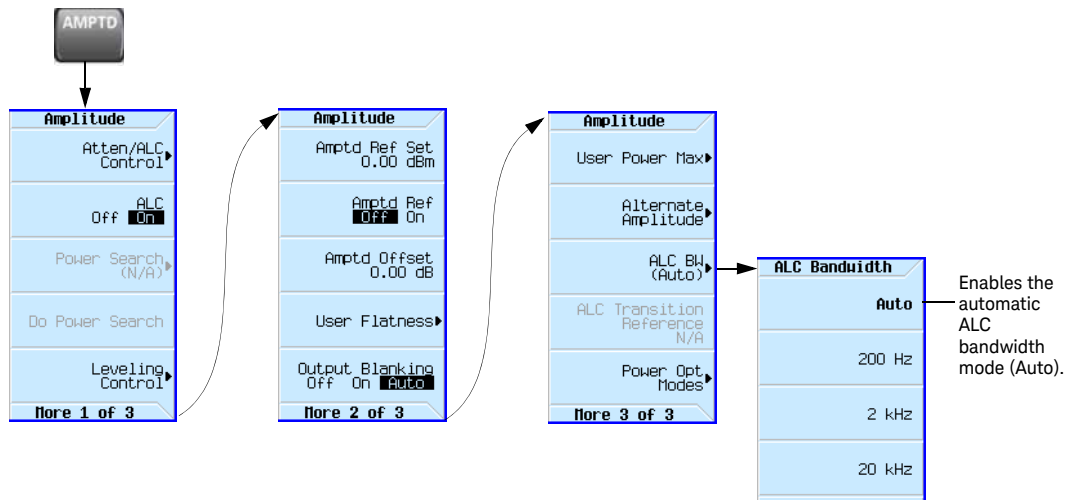 AMPTD
Amplitude
Atten/ALC
Control
ALC
Off On
Power Search
(N/A)
Do Power Search
Leveling
Control
More 1 of 3
Amplitude
Amptd Ref Set
0.00 dBm
Amptd Ref
Off On
Amptd Offset
0.00 dB
User Flatness
Output Blanking
Off On Auto
More 2 of 3
Amplitude
User Power Max
Alternate
Amplitude
ALC BW
(Auto)
ALC Transition
Reference
N/A
Power Opt
Modes
More 3 of 3
ALC Bandwidth
Auto
200 Hz
2 kHz
20 kHz
Enables the
automatic
ALC
bandwidth
mode (Auto).